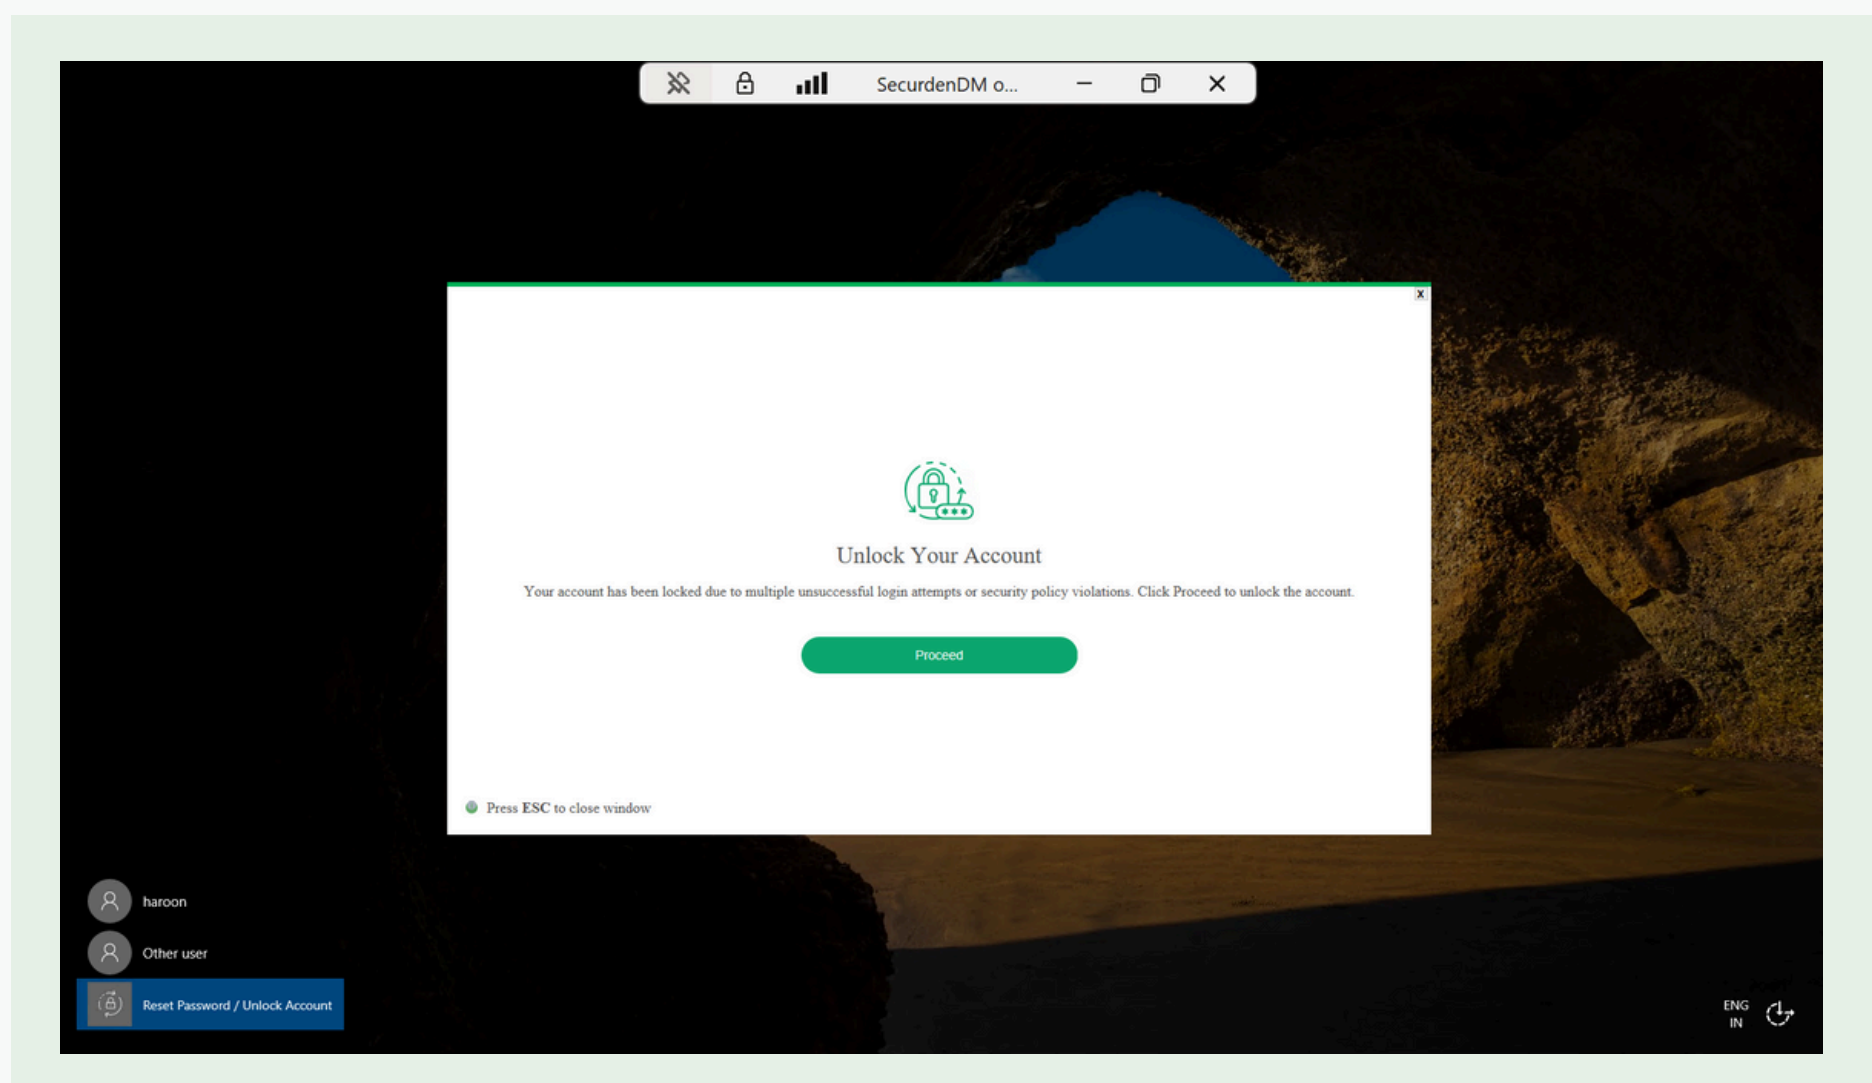 SecurdenDM o...
X
Unlock Your Account
Your account has been locked due to multiple unsuccessful login attempts or security policy violations. Click Proceed to unlock the account.
Proceed
Press ESC to close window
haroon
Other user
Reset Password / Unlock Account
ENG
IN